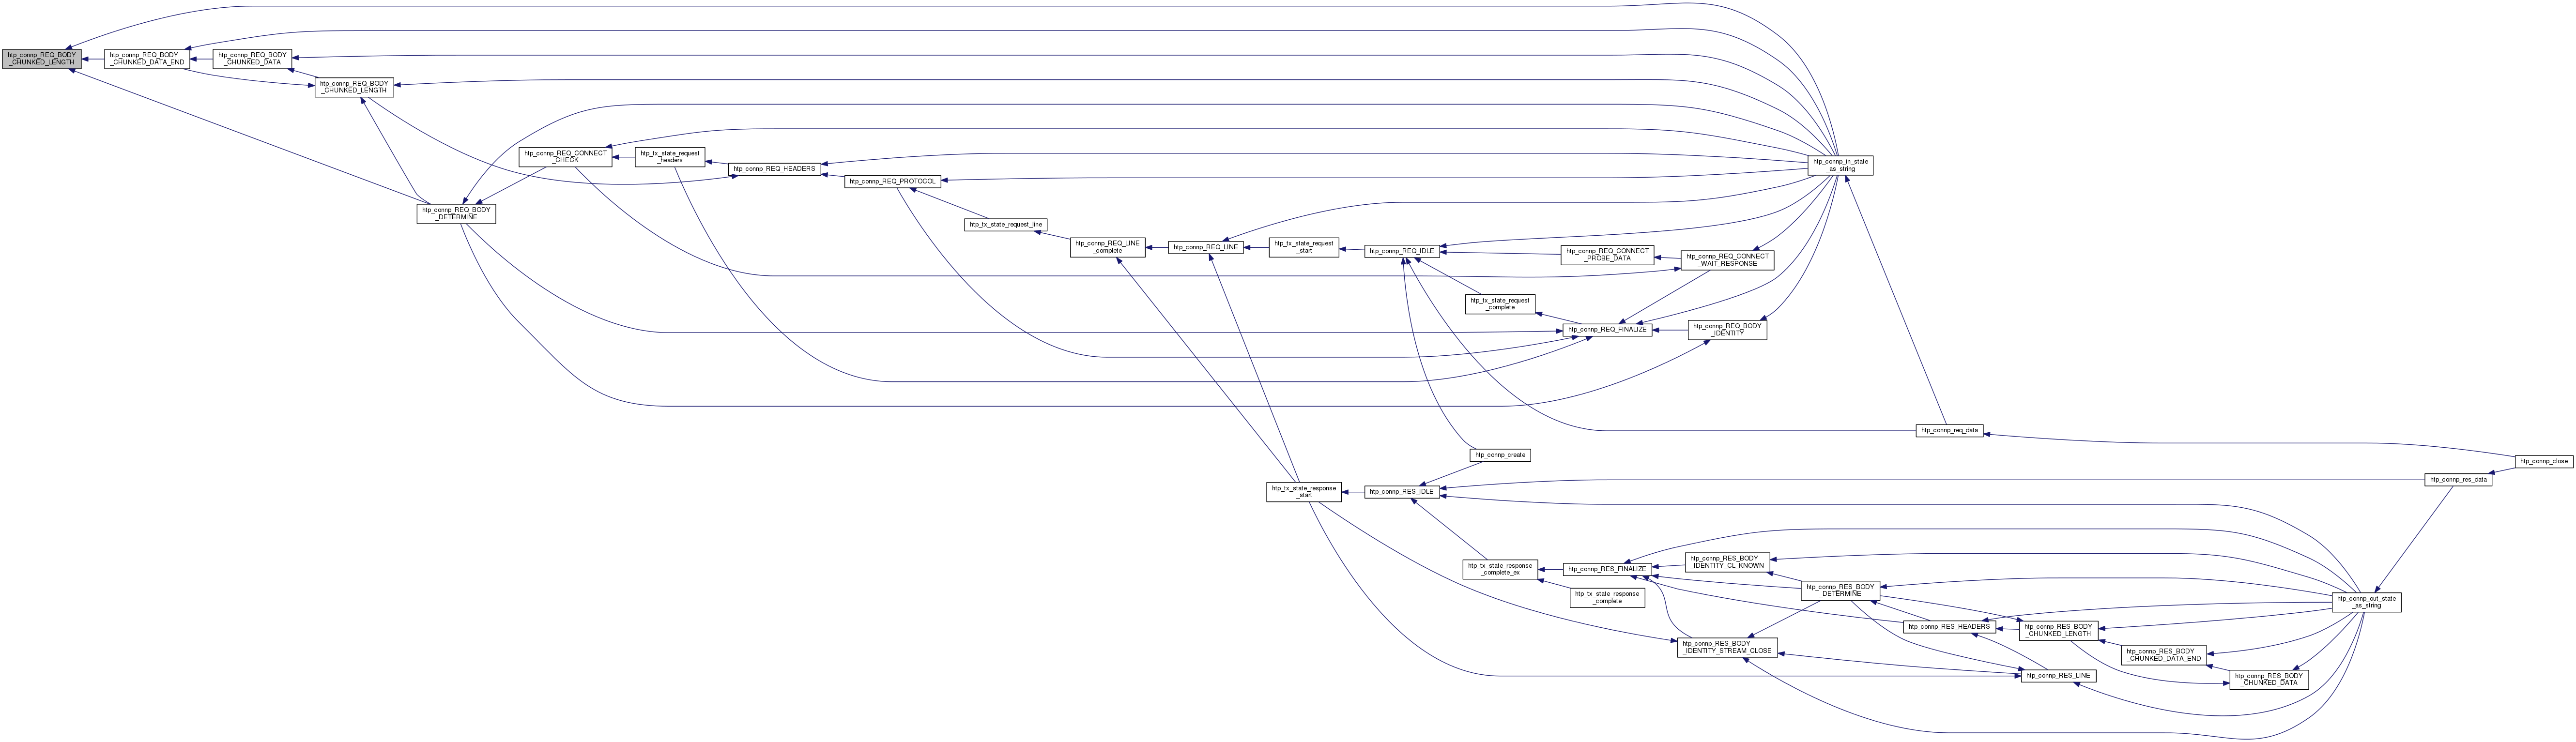 htp_connp_REQ_BODY
_CHUNKED_LENGTH
htp_connp_REQ_BODY
_CHUNKED_DATA_END
htp_connp_REQ_BODY
_CHUNKED_DATA
htp_connp_REQ_BODY
_CHUNKED_LENGTH
htp_connp_REQ_BODY
_DETERMINE
htp_connp_REQ_CONNECT
_CHECK
htp_tx_state_request
_headers
htp_connp_REQ_HEADERS
htp_connp_REQ_PROTOCOL
htp_tx_state_request_line
htp_connp_REQ_LINE
_complete
htp_connp_REQ_LINE
htp_tx_state_request
_start
htp_connp_REQ_IDLE
htp_connp_REQ_CONNECT
_PROBE_DATA
htp_connp_REQ_CONNECT
_WAIT_RESPONSE
htp_connp_in_state
_as_string
htp_tx_state_request
_complete
htp_connp_REQ_FINALIZE
htp_connp_REQ_BODY
_IDENTITY
htp_connp_req_data
htp_connp_create
htp_connp_close
htp_tx_state_response
_start
htp_connp_RES_IDLE
htp_connp_res_data
htp_tx_state_response
_complete_ex
htp_connp_RES_FINALIZE
htp_tx_state_response
_complete
htp_connp_RES_BODY
_IDENTITY_CL_KNOWN
htp_connp_RES_BODY
_DETERMINE
htp_connp_out_state
_as_string
htp_connp_RES_HEADERS
htp_connp_RES_BODY
_CHUNKED_LENGTH
htp_connp_RES_BODY
_IDENTITY_STREAM_CLOSE
htp_connp_RES_BODY
_CHUNKED_DATA_END
htp_connp_RES_LINE
htp_connp_RES_BODY
_CHUNKED_DATA